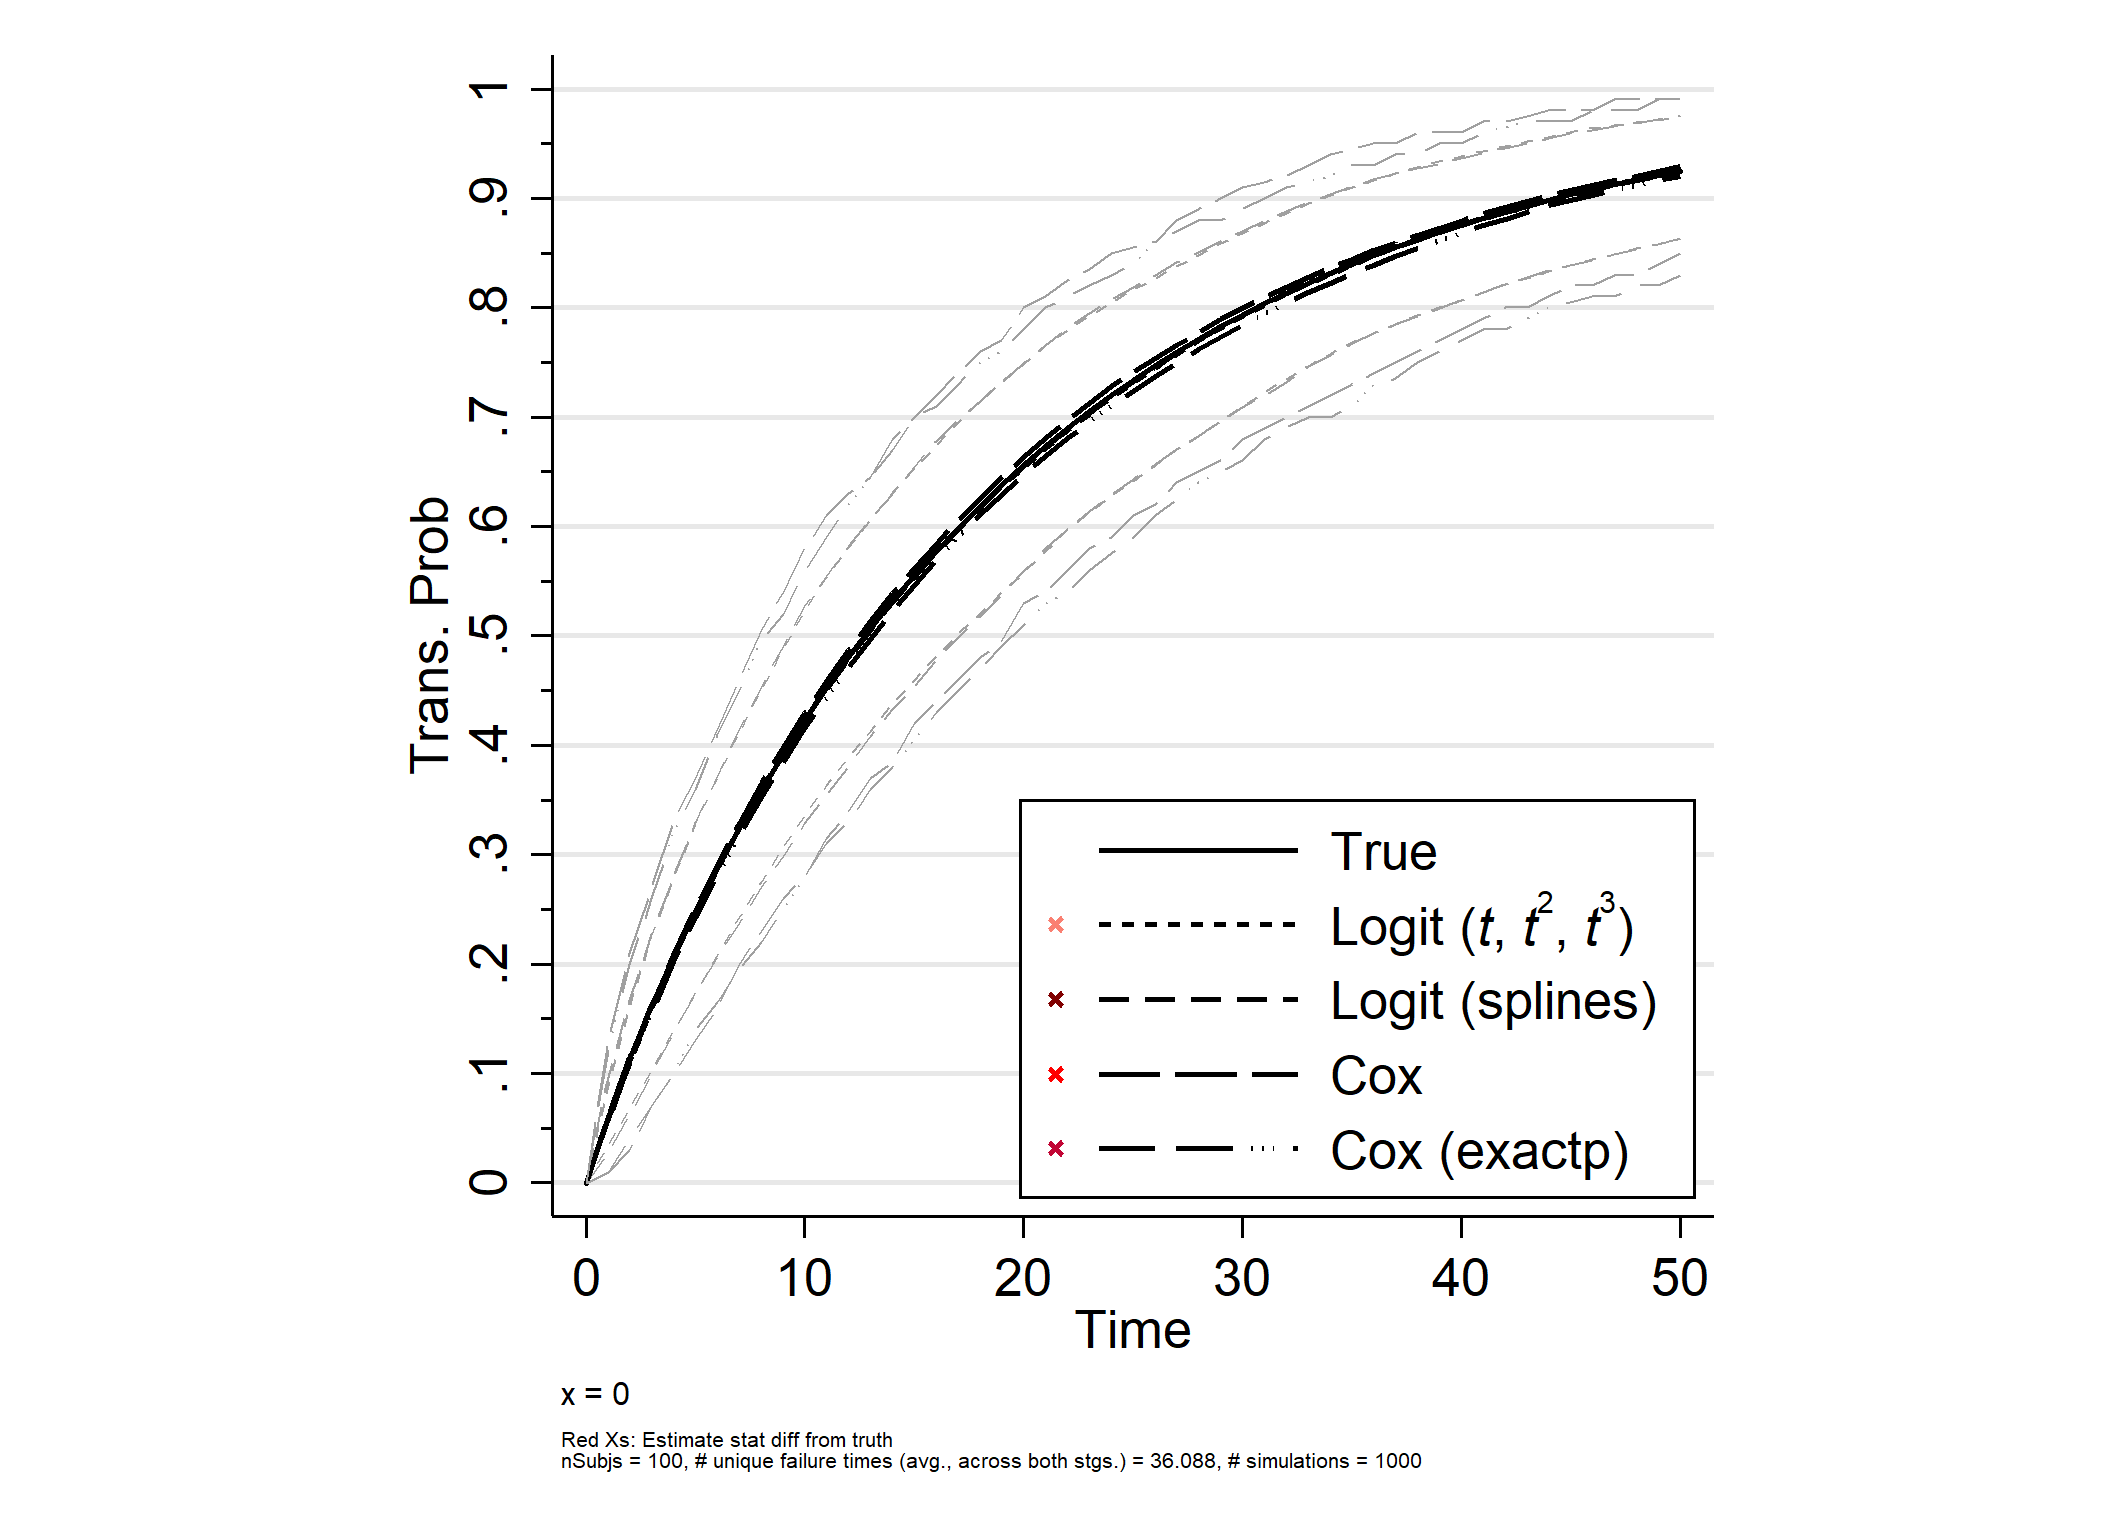 1
.9
.8
.7
.6
.5
.4
.3
.2
.1
0
Trans. Prob
True
Logit (t, t², t³)
Logit (splines)
Cox
Cox (exactp)
0 10 20 30 40 50
Time
x = 0
Red Xs: Estimate stat diff from truth
nSubjs = 100, # unique failure times (avg., across both stgs.) = 36.088, # simulations = 1000